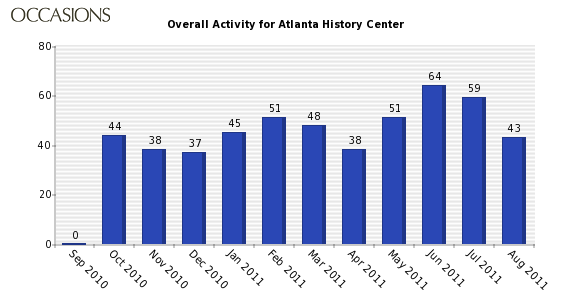 OCCASIONS
Overall Activity for Atlanta History Center
80
60
40
20
0
0
44
38
37
45
51
48
38
51
64
59
43
Sep 2010
Oct 2010
Nov 2010
Dec 2010
Jan 2011
Feb 2011
Mar 2011
Apr 2011
May 2011
Jun 2011
Jul 2011
Aug 2011